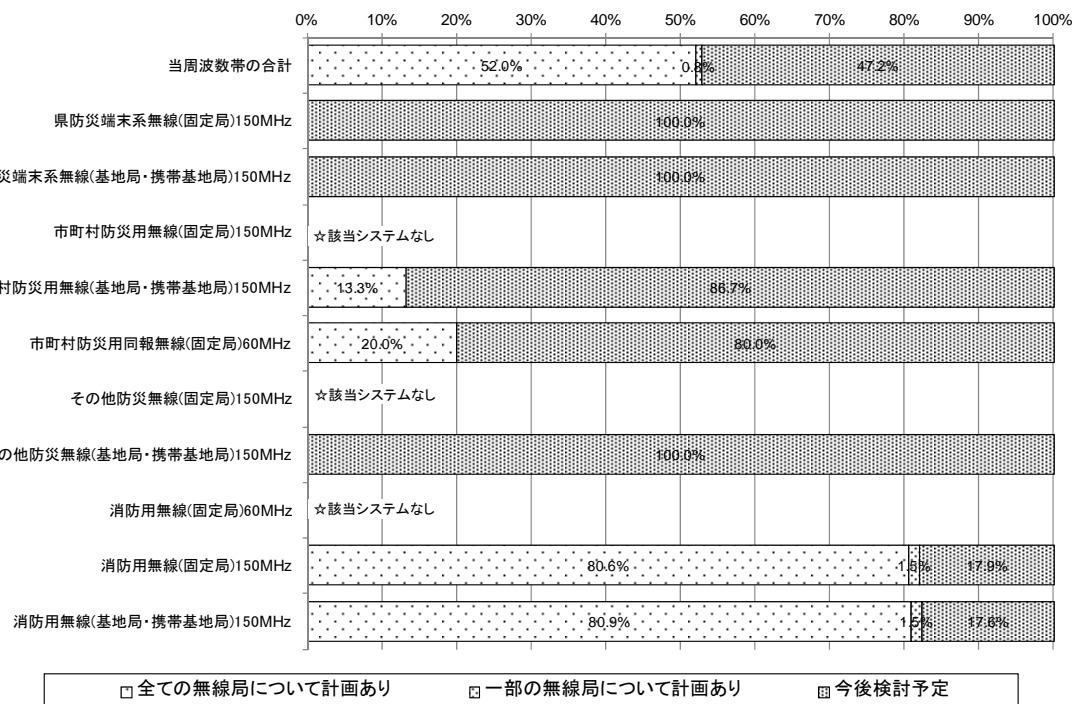 0% 10% 20% 30% 40% 50% 60% 70% 80% 90% 100%
当周波数帯の合計 52.0% 0.8% 47.2%
県防災端末系無線(固定局)150MHz 100.0%
災端末系無線(基地局・携帯基地局)150MHz 100.0%
市町村防災用無線(固定局)150MHz ☆該当システムなし
村防災用無線(基地局・携帯基地局)150MHz 13.3% 86.7%
市町村防災用同報無線(固定局)60MHz 20.0% 80.0%
その他防災無線(固定局)150MHz ☆該当システムなし
の他防災無線(基地局・携帯基地局)150MHz 100.0%
消防用無線(固定局)60MHz ☆該当システムなし
消防用無線(固定局)150MHz 80.6% 1.5% 17.9%
消防用無線(基地局・携帯基地局)150MHz 80.9% 1.5% 17.6%
全ての無線局について計画あり 一部の無線局について計画あり 今後検討予定